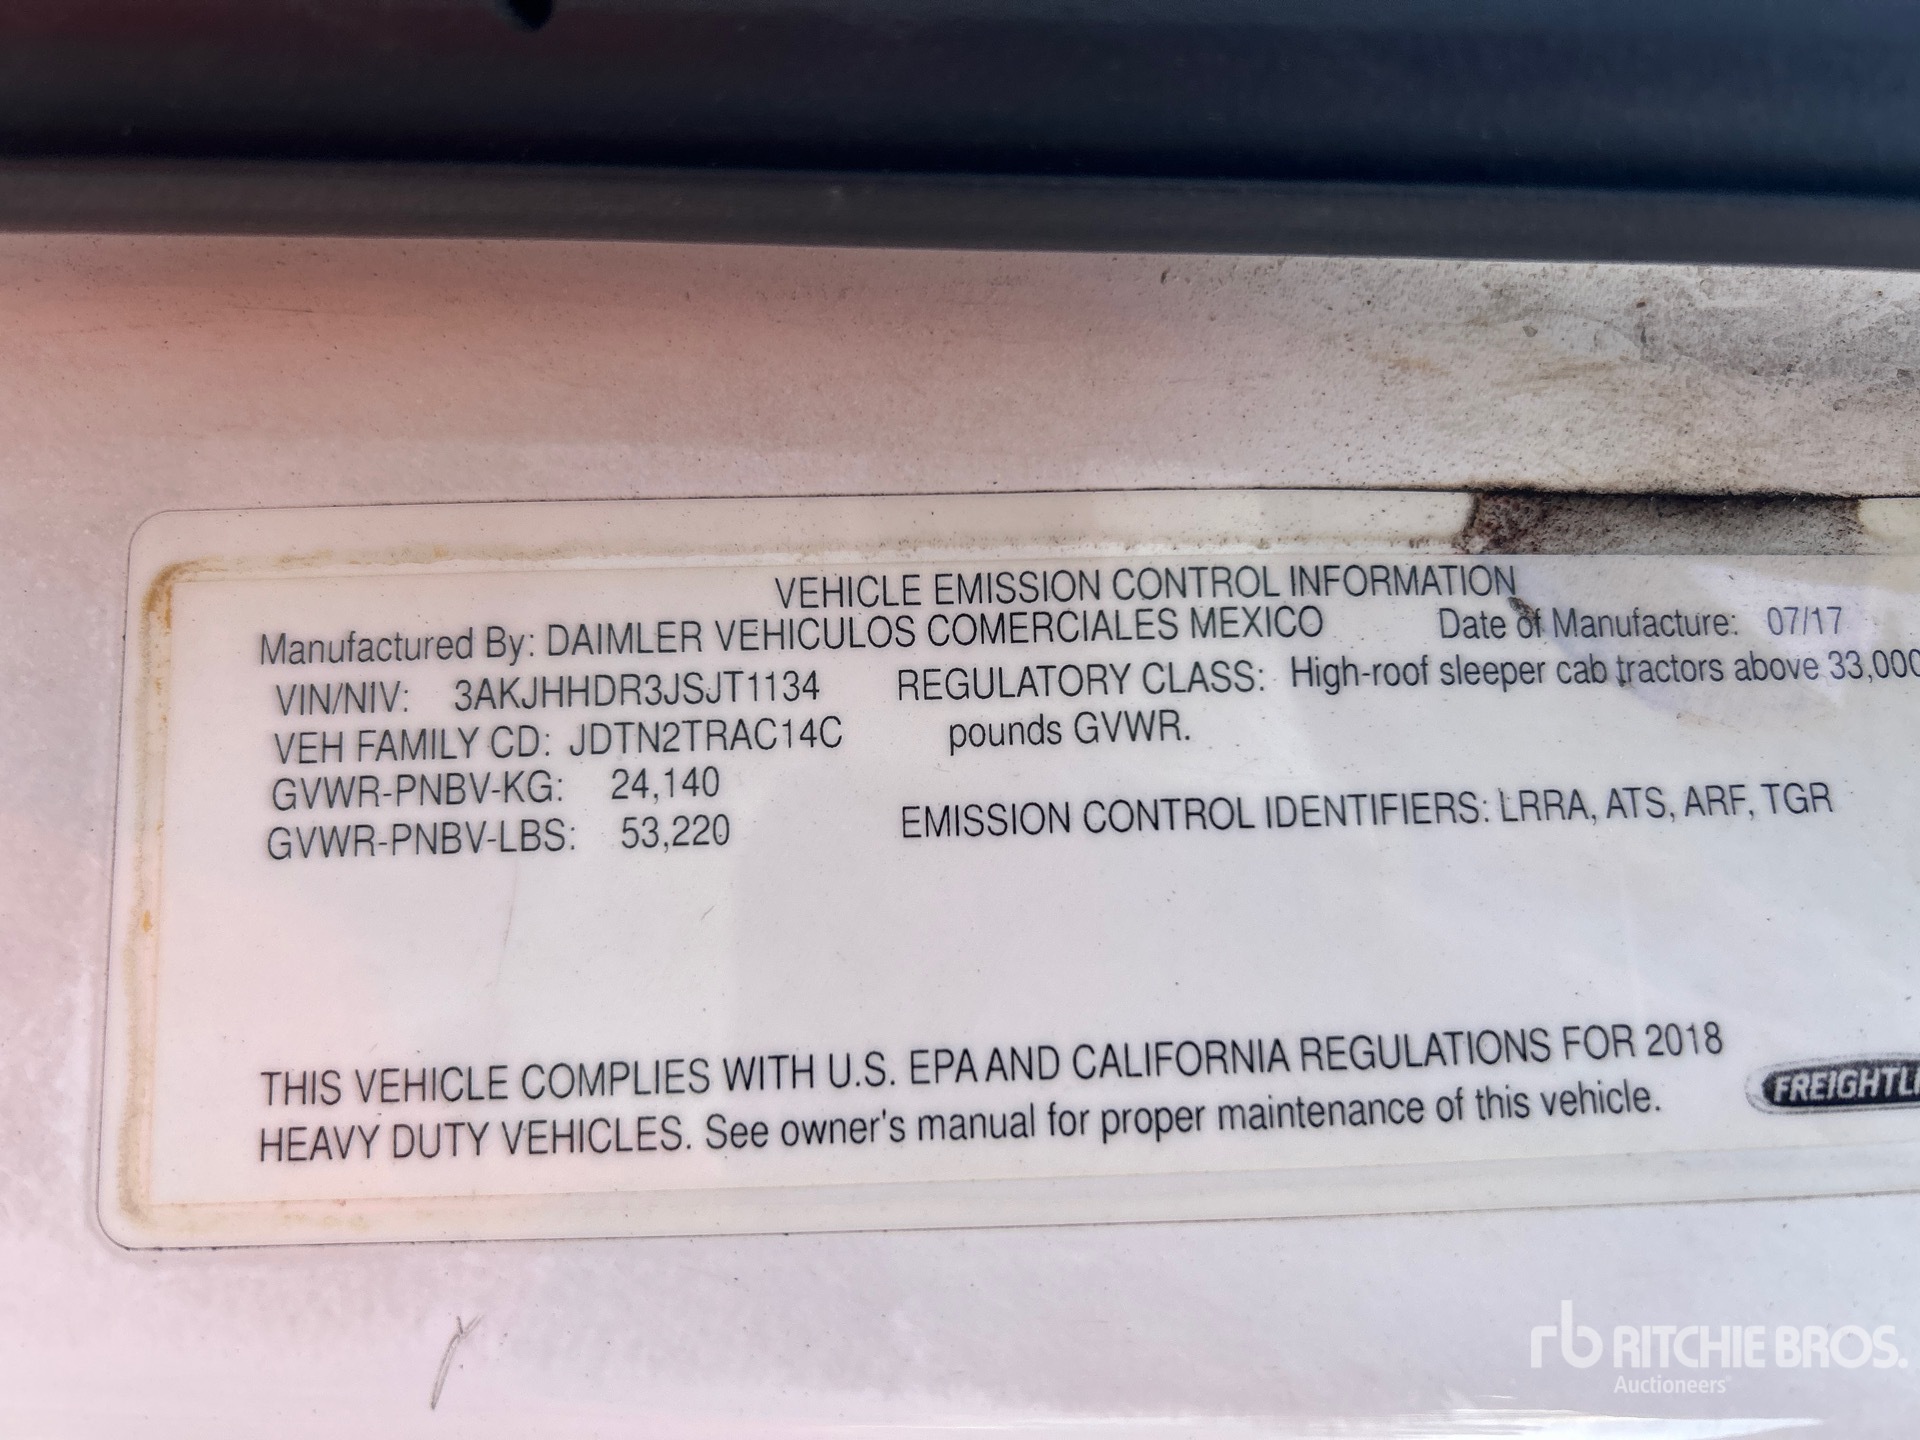 VEHICLE EMISSION CONTROL INFORMATION
Manufactured By: DAIMLER VEHICULOS COMERCIALES MEXICO Date of Manufacture: 07/17
VIN/NIV: 3AKJHHDR3JSJT1134 REGULATORY CLASS: High-roof sleeper cab tractors above 33,000
VEH FAMILY CD: JDTN2TRAC14C pounds GVWR.
GVWR-PNBV-KG: 24,140
GVWR-PNBV-LBS: 53,220 EMISSION CONTROL IDENTIFIERS: LRRA, ATS, ARF, TGR
THIS VEHICLE COMPLIES WITH U.S. EPA AND CALIFORNIA REGULATIONS FOR 2018
HEAVY DUTY VEHICLES. See owner's manual for proper maintenance of this vehicle.
FREIGHTLI
rb RITCHIE BROS.
Auctioneers